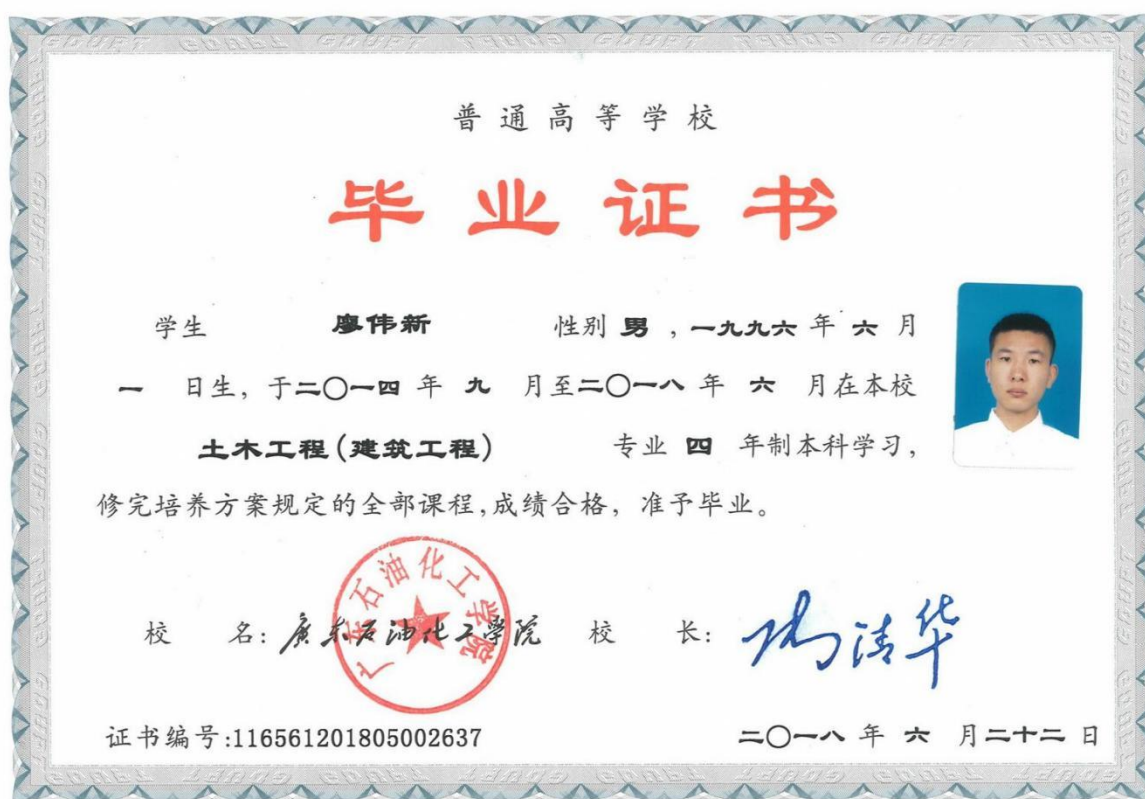 普通高等学校
毕业证书
学生 廖伟新 性别 男 ，一九九六 年 六 月
一 日生，于二〇一四 年 九 月至二〇一八 年 六 月在本校
土木工程(建筑工程) 专业 四 年制本科学习，
修完培养方案规定的全部课程,成绩合格，准予毕业。
广东石油化工学院
校 名: 廣东石油化工學院 校 长:
证书编号:116561201805002637 二〇一八 年 六 月二十二 日